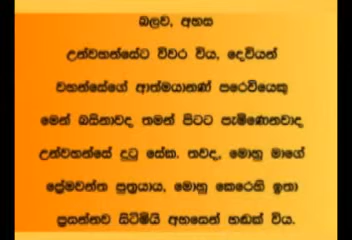 බලව, අහස
උන්වහන්සේට විවර විය, දෙවියන්
වහන්සේගේ ආත්මයාණන් පරෙවියෙකු
මෙන් බසිනාවද තමන් පිටට පැමිණෙනවාද
උන්වහන්සේ දුටු සේක. තවද, මොහු මාගේ
ප්‍රේමවන්ත පුත්‍රයාය, මොහු කෙරෙහි ඉතා
ප්‍රසන්නව සිටිමියි අහසෙන් හඬක් විය.